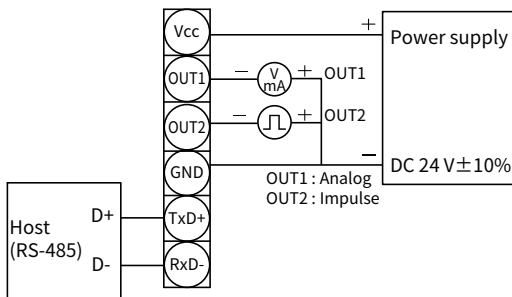 Vcc
+
Power supply
OUT1
−
V
mA
+
OUT1
OUT2
−
+
OUT2
GND
−
DC 24 V±10%
OUT1 : Analog
OUT2 : Impulse
Host
(RS-485)
D+
TxD+
D-
RxD-